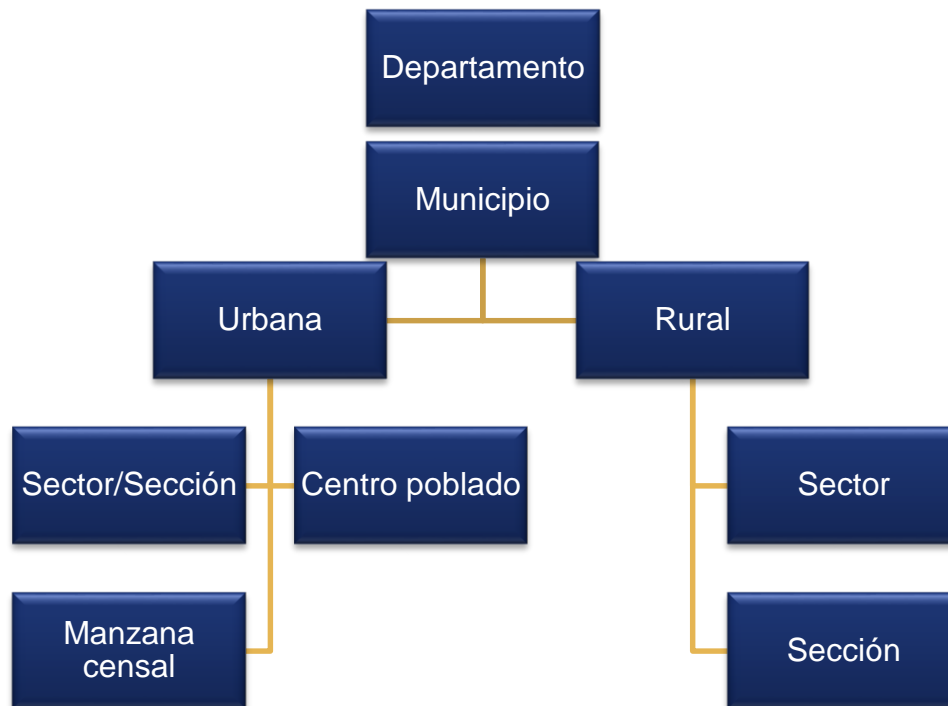 Departamento
Municipio
Urbana
Rural
Sector/Sección
Centro poblado
Sector
Manzana
censal
Sección